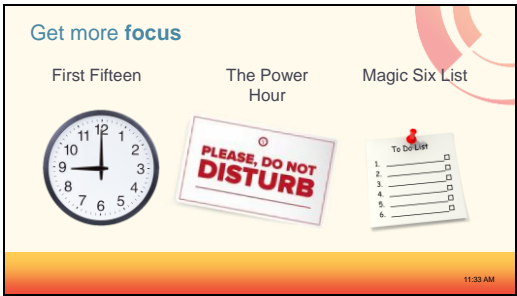 Get more focus
First Fifteen
The Power
Hour
Magic Six List
12
11
1
10
2
9
3
8
4
7
5
6
PLEASE, DO NOT
DISTURB
To Do List
1.
2.
3.
4.
5.
6.
11:33 AM